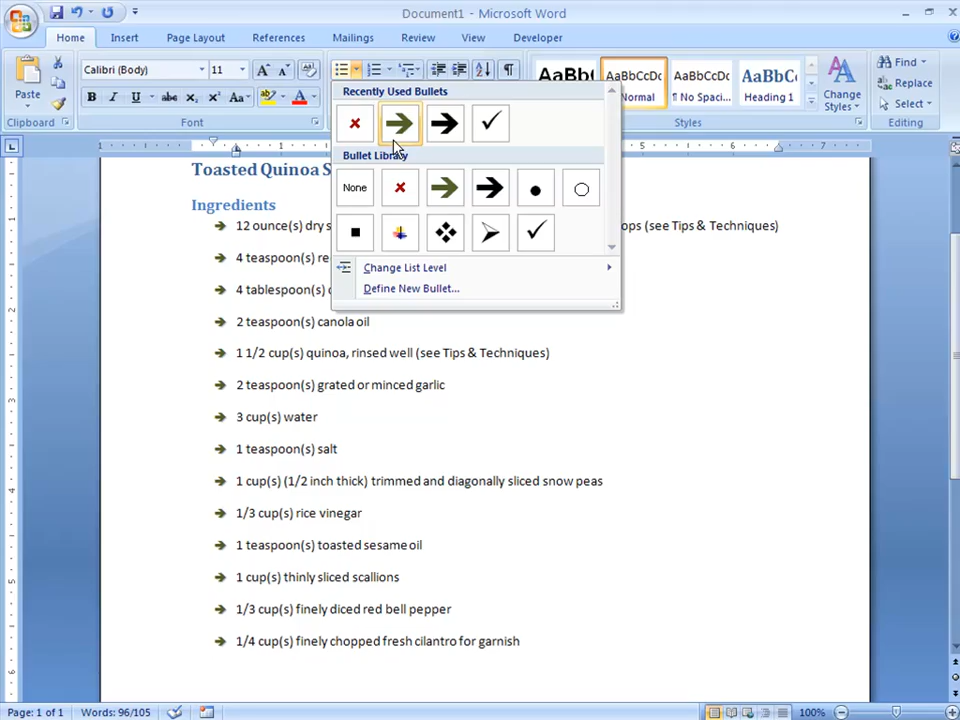 Document1 - Microsoft Word
Home Insert Page Layout References Mailings Review View Developer
Paste
Clipboard
Calibri (Body) 11
B I U abe X₂ X² Aa A
Font
AaBbCc AaBbCcDc AaBbCcDc AaBbCc
Normal ¶ No Spaci... Heading 1
Change Styles
Styles
Find
Replace
Select
Editing
Recently Used Bullets
Bullet Library
None
Change List Level
Define New Bullet...
Toasted Quinoa S
Ingredients
12 ounce(s) dry s ops (see Tips & Techniques)
4 teaspoon(s) re
4 tablespoon(s) c
2 teaspoon(s) canola oil
1 1/2 cup(s) quinoa, rinsed well (see Tips & Techniques)
2 teaspoon(s) grated or minced garlic
3 cup(s) water
1 teaspoon(s) salt
1 cup(s) (1/2 inch thick) trimmed and diagonally sliced snow peas
1/3 cup(s) rice vinegar
1 teaspoon(s) toasted sesame oil
1 cup(s) thinly sliced scallions
1/3 cup(s) finely diced red bell pepper
1/4 cup(s) finely chopped fresh cilantro for garnish
Page: 1 of 1 Words: 96/105 100%